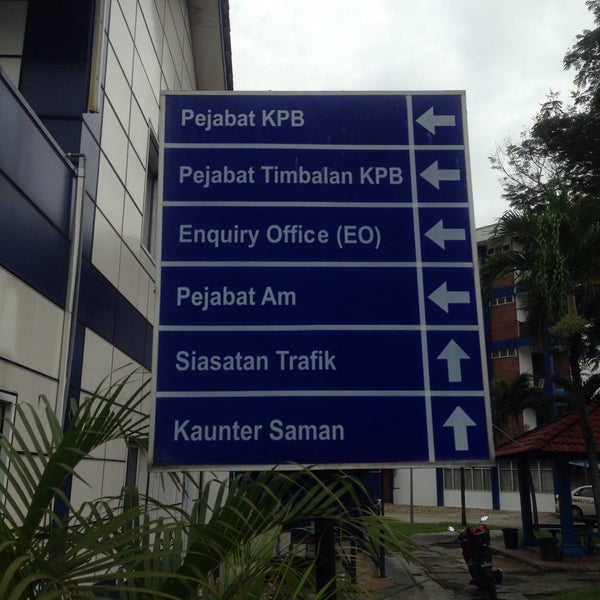 Pejabat KPB
Pejabat Timbalan KPB
Enquiry Office (EO)
Pejabat Am
Siasatan Trafik
Kaunter Saman